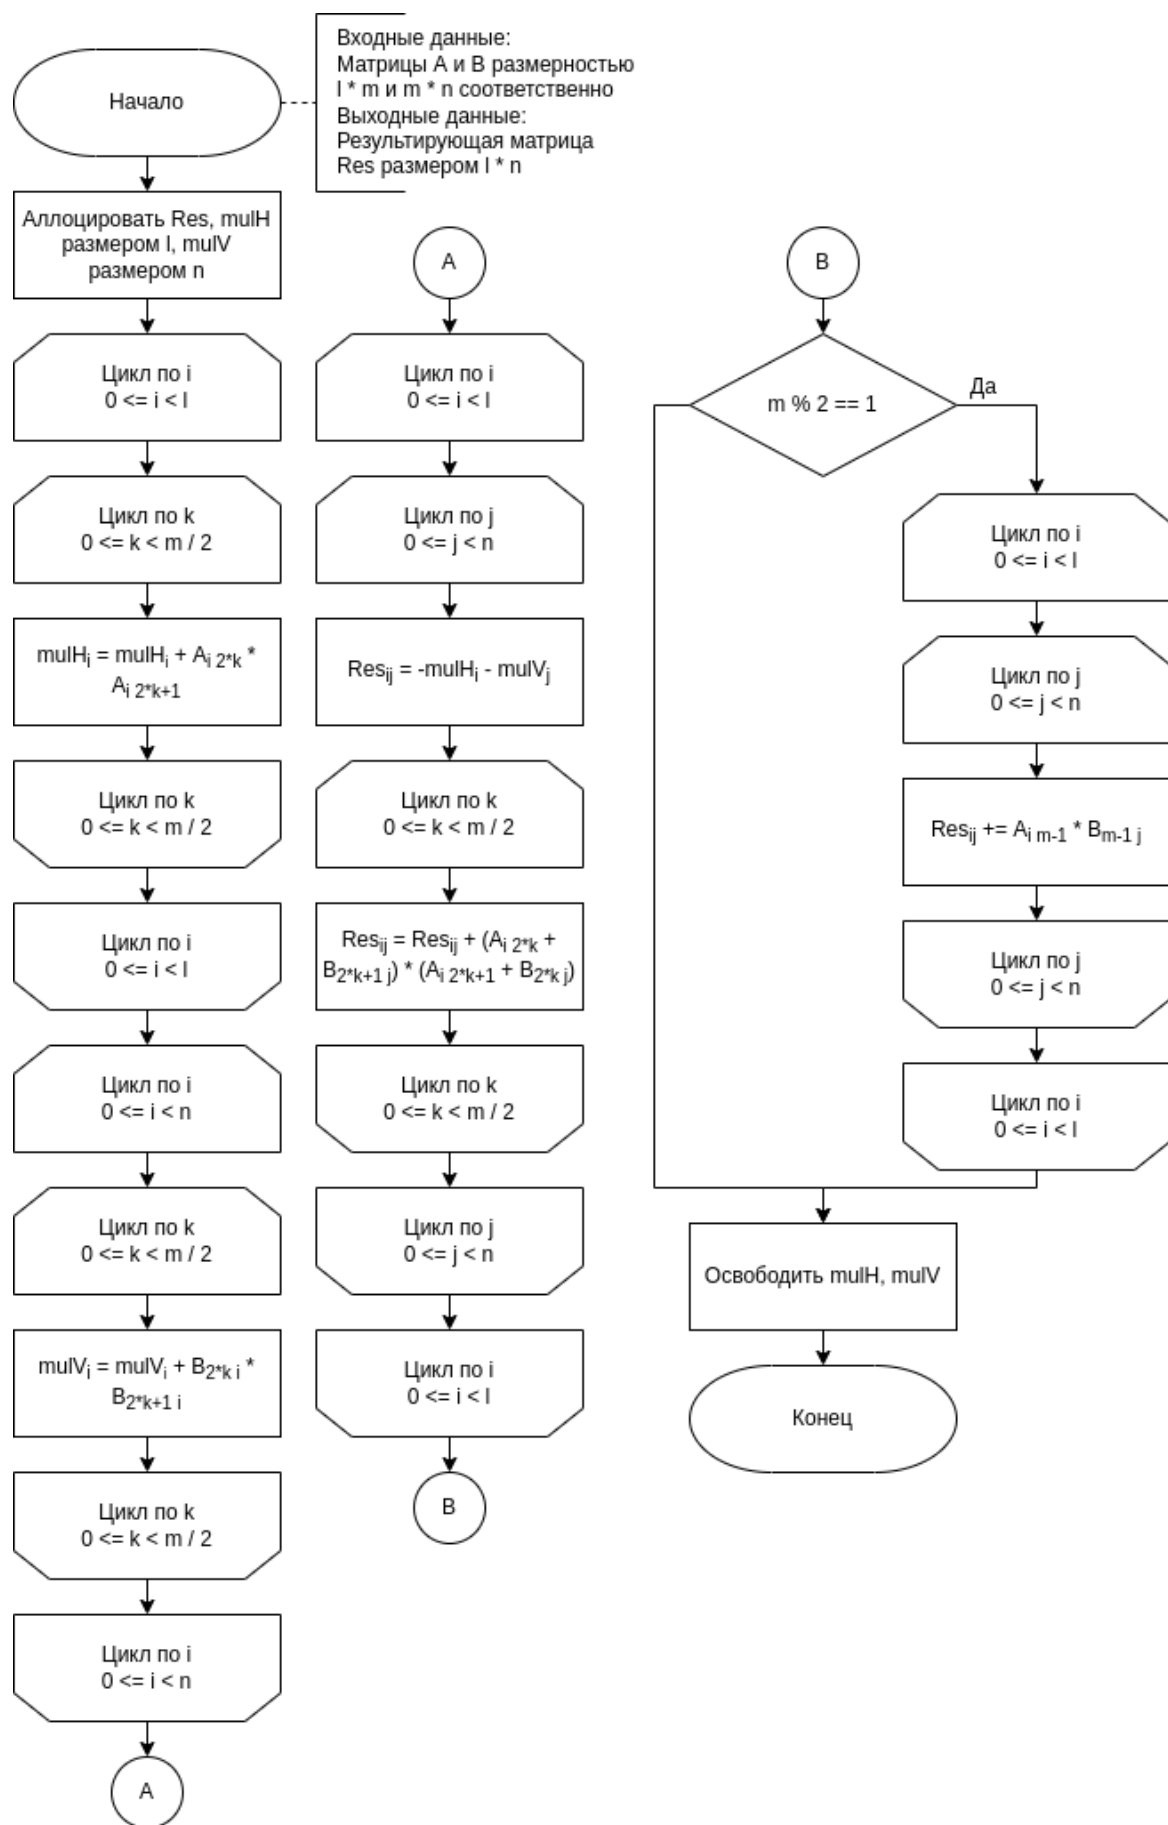 Начало
Входные данные:
Матрицы А и В размерностью
l * m и m * n соответственно
Выходные данные:
Результирующая матрица
Res размером l * n
Аллоцировать Res, mulH
размером l, mulV
размером n
Цикл по i
0 <= i < l
Цикл по k
0 <= k < m / 2
mulHi = mulHi + Ai 2*k *
Ai 2*k+1
Цикл по k
0 <= k < m / 2
Цикл по i
0 <= i < l
Цикл по i
0 <= i < n
Цикл по k
0 <= k < m / 2
mulVi = mulVi + B2*k i *
B2*k+1 i
Цикл по k
0 <= k < m / 2
Цикл по i
0 <= i < n
A
A
Цикл по i
0 <= i < l
Цикл по j
0 <= j < n
Resij = -mulHi - mulVj
Цикл по k
0 <= k < m / 2
Resij = Resij + (Ai 2*k +
B2*k+1 j) * (Ai 2*k+1 + B2*k j)
Цикл по k
0 <= k < m / 2
Цикл по j
0 <= j < n
Цикл по i
0 <= i < l
B
B
m % 2 == 1
Да
Цикл по i
0 <= i < l
Цикл по j
0 <= j < n
Resij += Ai m-1 * Bm-1 j
Цикл по j
0 <= j < n
Цикл по i
0 <= i < l
Освободить mulH, mulV
Конец